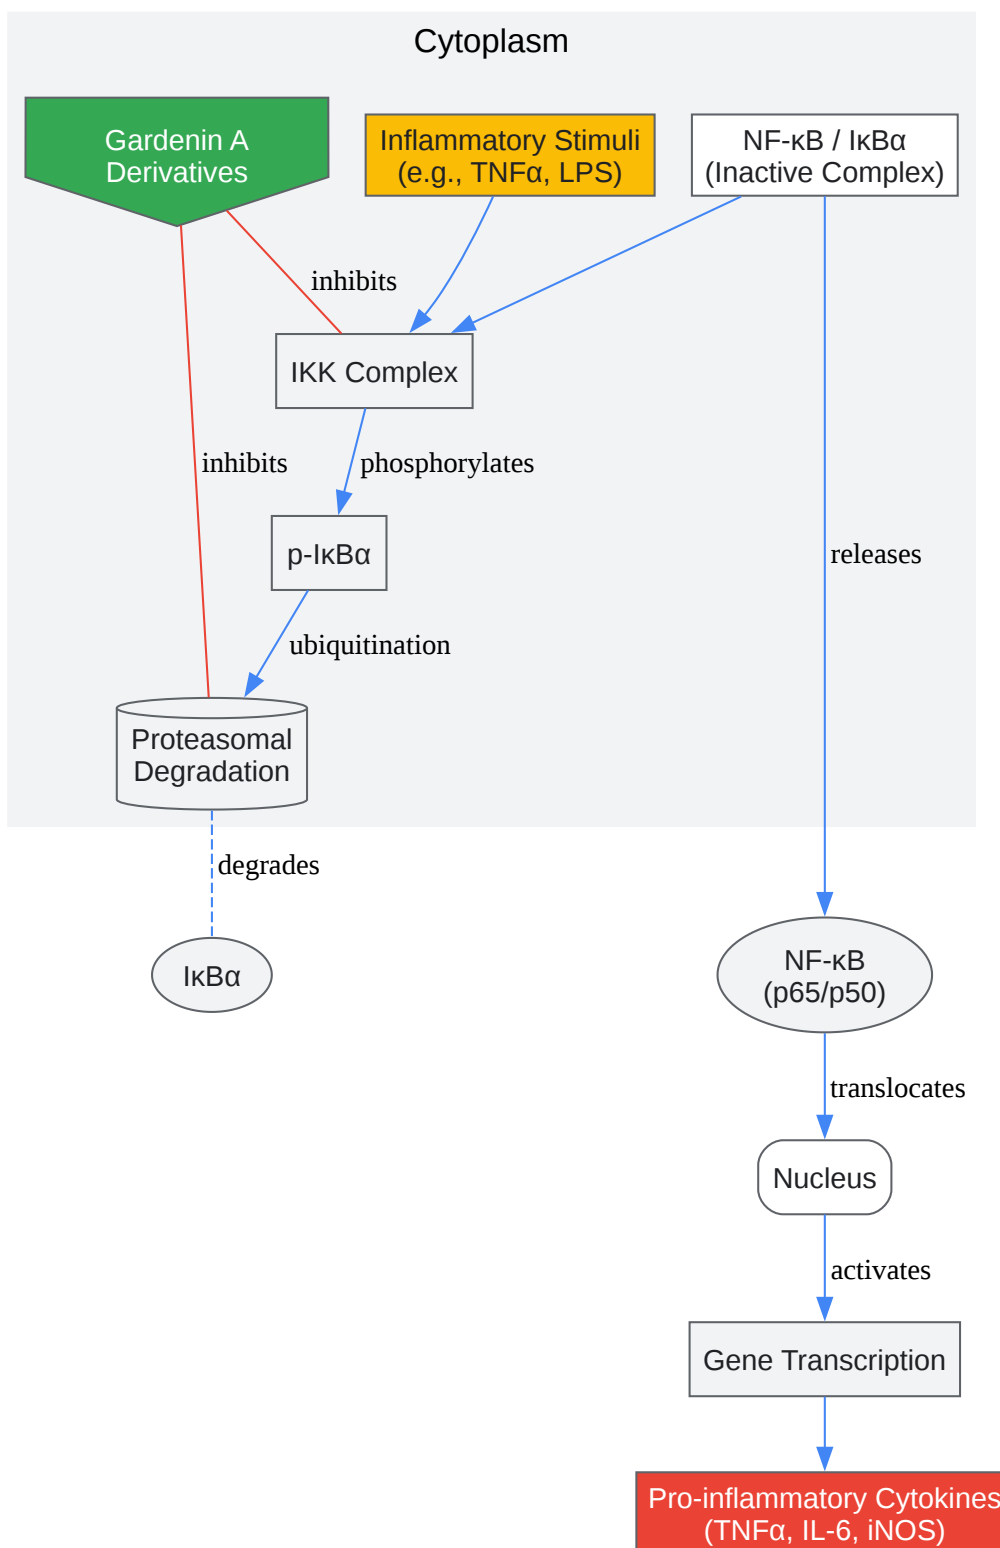 Cytoplasm
Gardenin A
Derivatives
Inflammatory Stimuli
(e.g., TNFα, LPS)
NF-κB / IκBα
(Inactive Complex)
inhibits
IKK Complex
inhibits
phosphorylates
p-IκBα
releases
ubiquitination
Proteasomal
Degradation
degrades
IκBα
NF-κB
(p65/p50)
translocates
Nucleus
activates
Gene Transcription
Pro-inflammatory Cytokines
(TNFα, IL-6, iNOS)